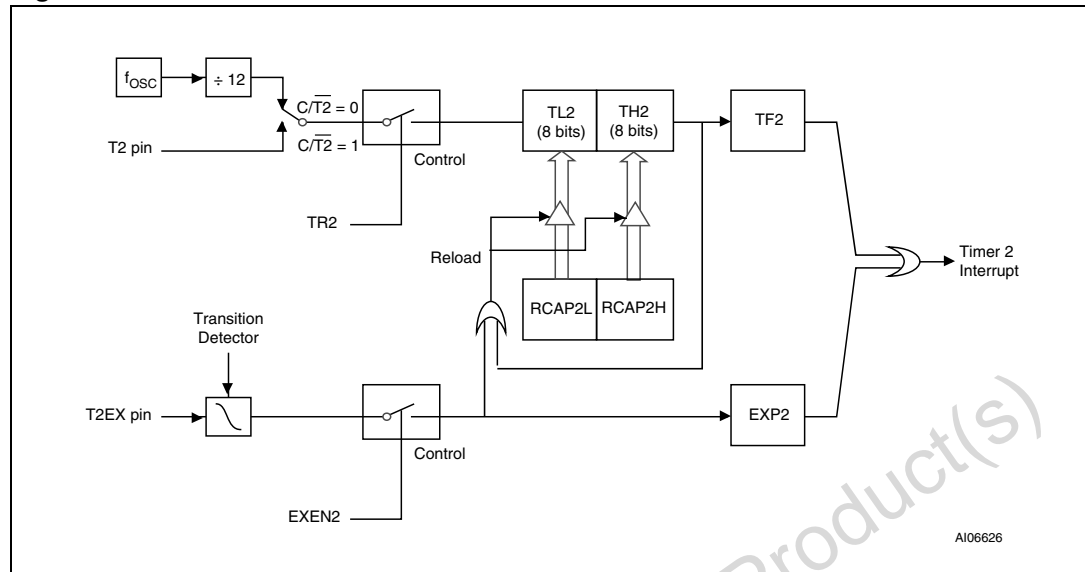 fOSC
÷ 12
C/T2 = 0
C/T2 = 1
T2 pin
Control
TR2
TL2
(8 bits)
TH2
(8 bits)
TF2
Reload
RCAP2L
RCAP2H
Timer 2
Interrupt
Transition
Detector
T2EX pin
Control
EXP2
EXEN2
Product(s)
AI06626